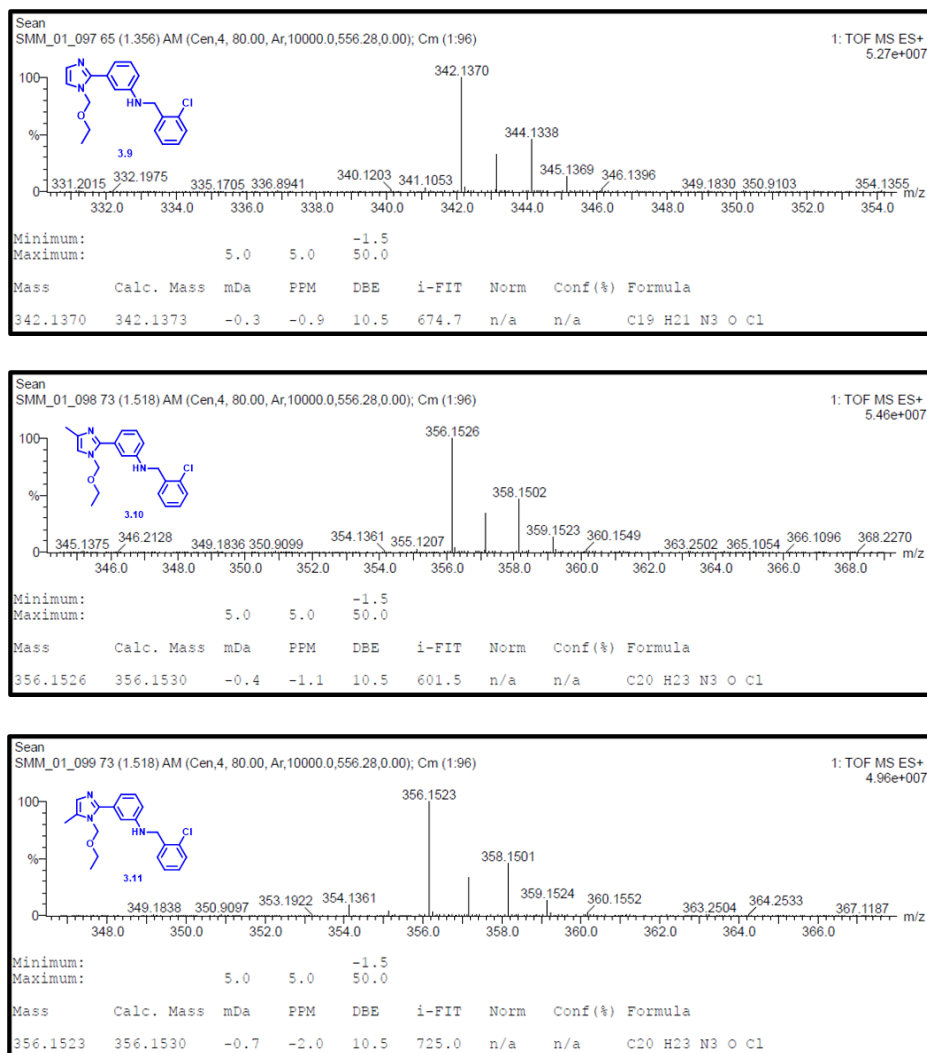 Sean
SMM_01_097 65 (1.356) AM (Cen,4, 80.00, Ar,10000.0,556.28,0.00); Cm (1:96)
1: TOF MS ES+
5.27e+007
100
%
0
N
N
O
HN
Cl
3.9
342.1370
344.1338
345.1369
346.1396
331.2015
332.1975
335.1705
336.8941
340.1203
341.1053
349.1830
350.9103
354.1355
m/z
332.0 334.0 336.0 338.0 340.0 342.0 344.0 346.0 348.0 350.0 352.0 354.0
Minimum: -1.5
Maximum: 5.0 5.0 50.0
Mass Calc. Mass mDa PPM DBE i-FIT Norm Conf(%) Formula
342.1370 342.1373 -0.3 -0.9 10.5 674.7 n/a n/a C19 H21 N3 O Cl
Sean
SMM_01_098 73 (1.518) AM (Cen,4, 80.00, Ar,10000.0,556.28,0.00); Cm (1:96)
1: TOF MS ES+
5.46e+007
100
%
0
N
N
O
HN
Cl
3.10
356.1526
358.1502
359.1523
360.1549
345.1375
346.2128
349.1836
350.9099
354.1361
355.1207
363.2502
365.1054
366.1096
368.2270
m/z
346.0 348.0 350.0 352.0 354.0 356.0 358.0 360.0 362.0 364.0 366.0 368.0
Minimum: -1.5
Maximum: 5.0 5.0 50.0
Mass Calc. Mass mDa PPM DBE i-FIT Norm Conf(%) Formula
356.1526 356.1530 -0.4 -1.1 10.5 601.5 n/a n/a C20 H23 N3 O Cl
Sean
SMM_01_099 73 (1.518) AM (Cen,4, 80.00, Ar,10000.0,556.28,0.00); Cm (1:96)
1: TOF MS ES+
4.96e+007
100
%
0
N
N
O
HN
Cl
3.11
356.1523
358.1501
359.1524
360.1552
349.1838
350.9097
353.1922
354.1361
363.2504
364.2533
367.1187
m/z
348.0 350.0 352.0 354.0 356.0 358.0 360.0 362.0 364.0 366.0
Minimum: -1.5
Maximum: 5.0 5.0 50.0
Mass Calc. Mass mDa PPM DBE i-FIT Norm Conf(%) Formula
356.1523 356.1530 -0.7 -2.0 10.5 725.0 n/a n/a C20 H23 N3 O Cl